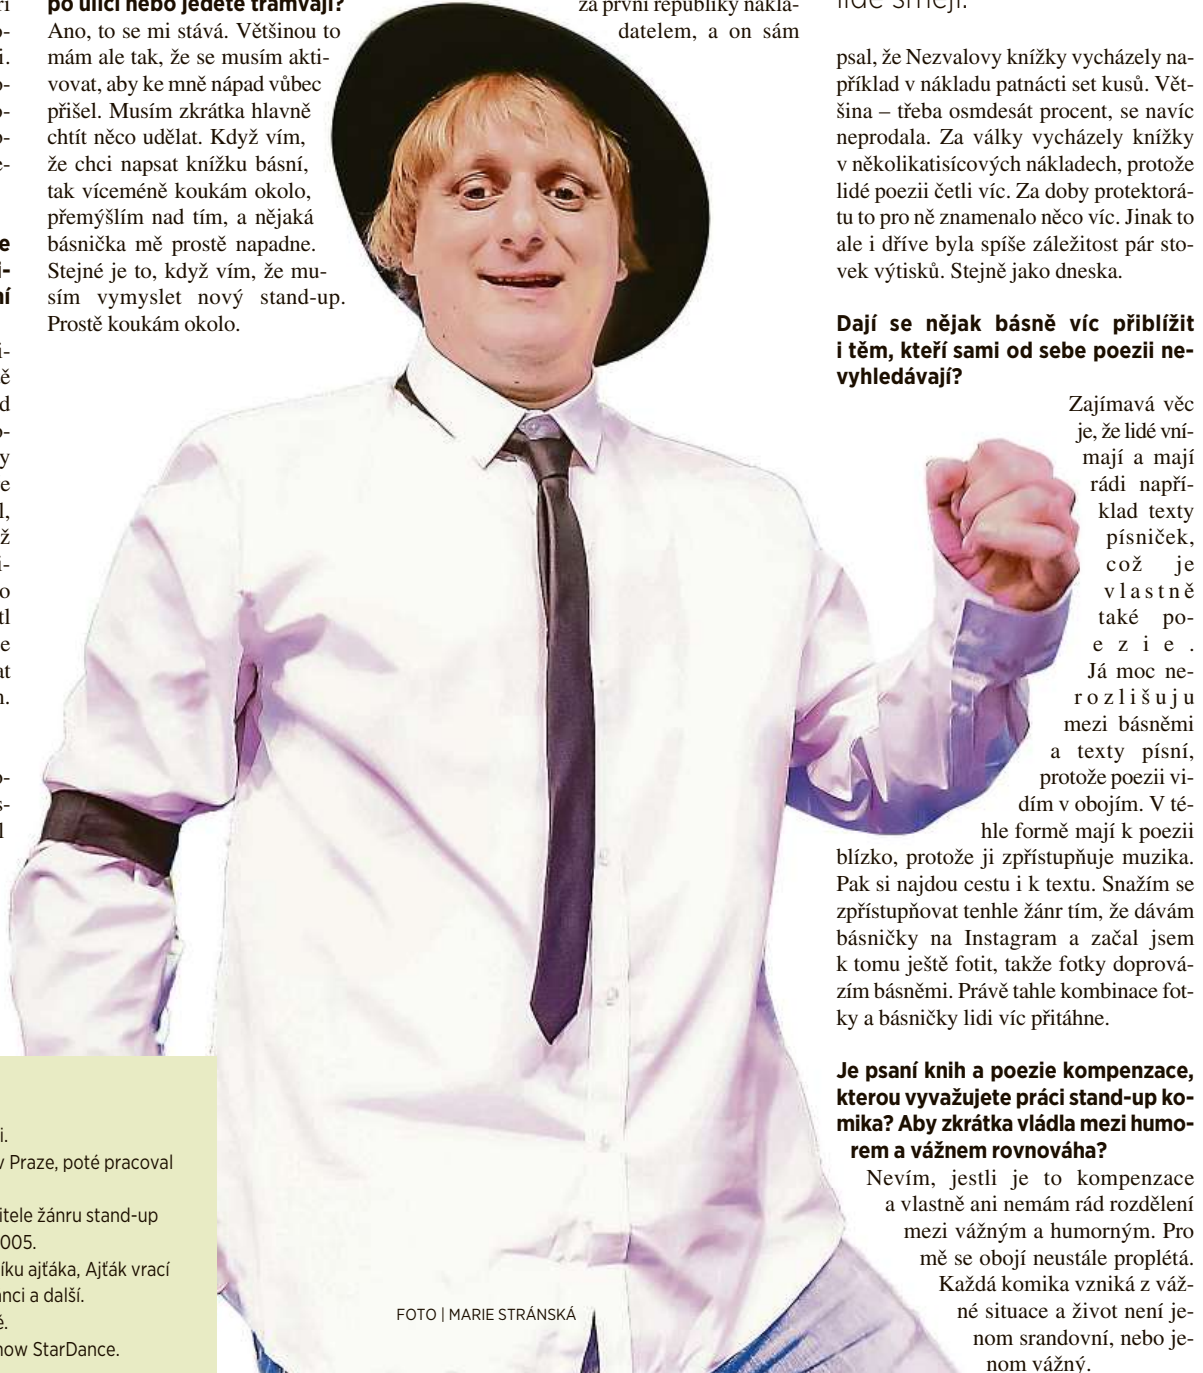 po ulici nebo jedete tramvají?
Ano, to se mi stává. Většinou to
mám ale tak, že se musím akti-
vovat, aby ke mně nápad vůbec
přišel. Musím zkrátka hlavně
chtít něco udělat. Když vím,
že chci napsat knížku básní,
tak víceméně koukám okolo,
přemýšlím nad tím, a nějaká
básnička mě prostě napadne.
Stejné je to, když vím, že mu-
sím vymyslet nový stand-up.
Prostě koukám okolo.
za první republiky nakla-
datelem, a on sám
lidé smějí.
psal, že Nezvalovy knížky vycházely na-
příklad v nákladu patnácti set kusů. Vět-
šina – třeba osmdesát procent, se navíc
neprodala. Za války vycházely knížky
v několikatisícových nákladech, protože
lidé poezii četli víc. Za doby protektorá-
tu to pro ně znamenalo něco víc. Jinak to
ale i dříve byla spíše záležitost pár sto-
vek výtisků. Stejně jako dneska.
Dají se nějak básně víc přiblížit
i těm, kteří sami od sebe poezii ne-
vyhledávají?
Zajímavá věc
je, že lidé vní-
mají a mají
rádi napří-
klad texty
písniček,
což je
vlastně
také po-
ezie.
Já moc ne-
rozlišuju
mezi básněmi
a texty písní,
protože poezii vi-
dím v obojím. V té-
hle formě mají k poezii
blízko, protože ji zpřístupňuje muzika.
Pak si najdou cestu i k textu. Snažím se
zpřístupňovat tenhle žánr tím, že dávám
básničky na Instagram a začal jsem
k tomu ještě fotit, takže fotky doprová-
zím básněmi. Právě tahle kombinace fot-
ky a básničky lidi víc přitáhne.
Je psaní knih a poezie kompenzace,
kterou vyvažujete práci stand-up ko-
mika? Aby zkrátka vládla mezi humo-
rem a vážnem rovnováha?
Nevím, jestli je to kompenzace
a vlastně ani nemám rád rozdělení
mezi vážným a humorným. Pro
mě se obojí neustále proplétá.
Každá komika vzniká z váž-
né situace a život není je-
nom srandovní, nebo je-
nom vážný.
i.
v Praze, poté pracoval
itele žánru stand-up
005.
íku ajťáka, Ajťák vrací
anci a další.
é.
how StarDance.
FOTO | MARIE STRÁNSKÁ